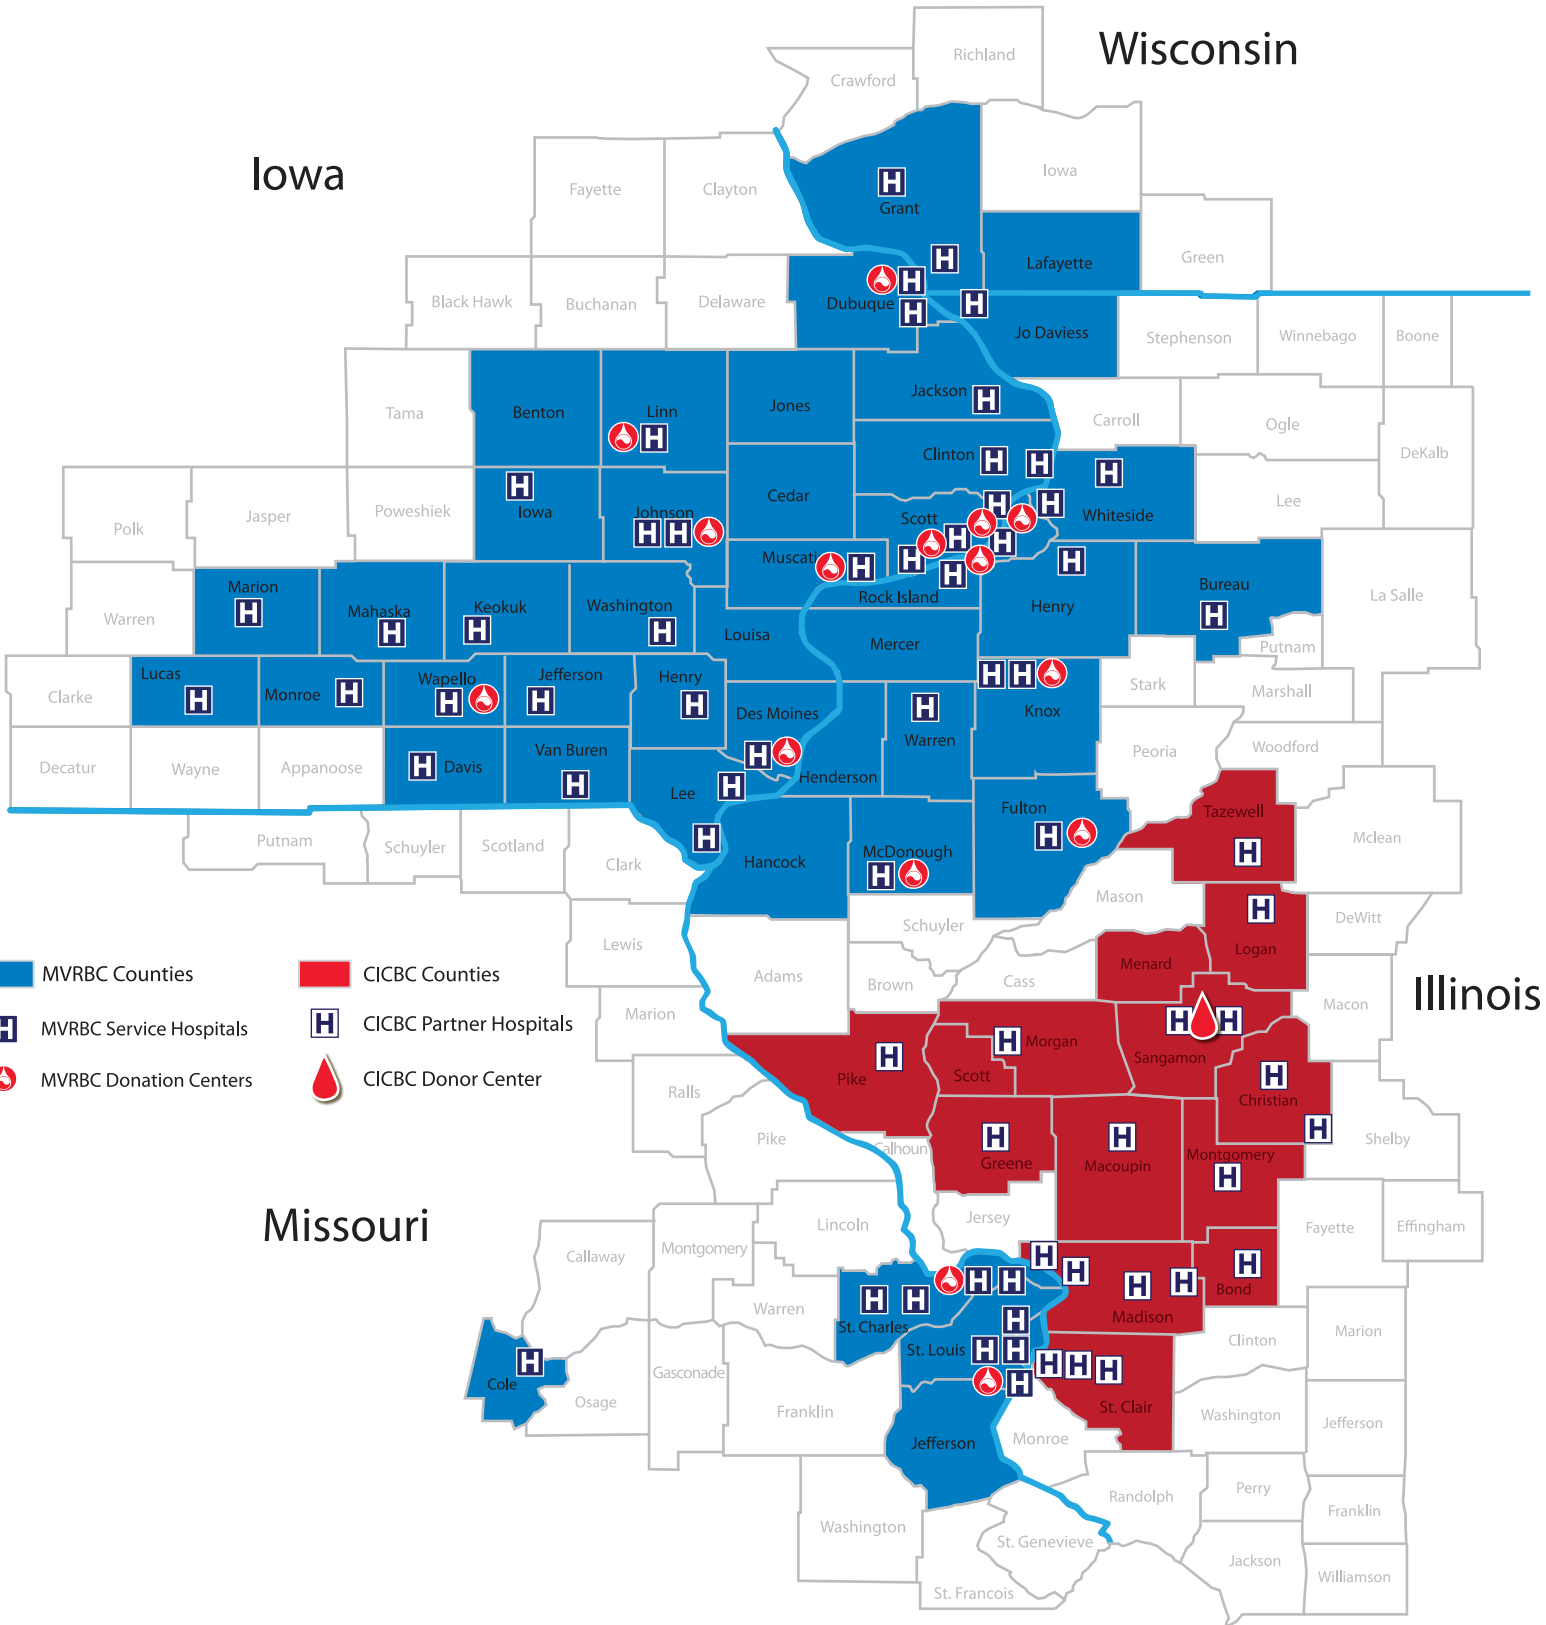 Wisconsin
Richland
Crawford
Iowa
Fayette
Clayton
Iowa
Grant
Green
Lafayette
Black Hawk
Buchanan
Delaware
Dubuque
Jo Daviess
Stephenson
Winnebago
Boone
Tama
Benton
Linn
Jones
Jackson
Carroll
Ogle
DeKalb
Clinton
Polk
Jasper
Poweshiek
Iowa
Johnson
Cedar
Scott
Whiteside
Lee
Muscati
Rock Island
Henry
Bureau
La Salle
Putnam
Warren
Marion
Mahaska
Keokuk
Washington
Louisa
Mercer
Clarke
Lucas
Monroe
Wapello
Jefferson
Henry
Des Moines
Warren
Knox
Stark
Marshall
Woodford
Peoria
Decatur
Wayne
Appanoose
Davis
Van Buren
Lee
Henderson
Fulton
Tazewell
Mclean
Putnam
Schuyler
Scotland
Clark
Hancock
McDonough
Mason
Schuyler
Logan
DeWitt
Lewis
Adams
Brown
Cass
Menard
Macon
Illinois
MVRBC Counties
CICBC Counties
H MVRBC Service Hospitals
H CICBC Partner Hospitals
MVRBC Donation Centers
CICBC Donor Center
Marion
Pike
Scott
Morgan
Sangamon
Christian
Ralls
Pike
Calhoun
Greene
Macoupin
Montgomery
Shelby
Missouri
Lincoln
Jersey
Fayette
Effingham
Callaway
Montgomery
Warren
St. Charles
Madison
Bond
Clinton
Marion
Cole
Osage
Gasconade
Franklin
St. Louis
St. Clair
Washington
Jefferson
Jefferson
Monroe
Randolph
Perry
Franklin
Washington
St. Genevieve
St. Francois
Jackson
Williamson